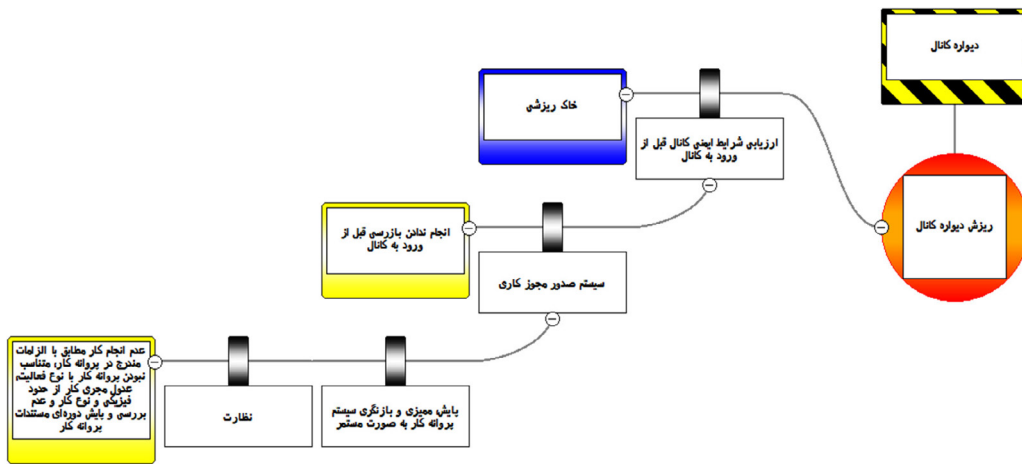 دیواره کانال
خاک ریزشی
ارزیابی شرایط ایمنی کانال قبل از
ورود به کانال
ریزش دیواره کانال
انجام ندادن بازرسی قبل از
ورود به کانال
سیستم صدور مجوز کاری
عدم انجام کار مطابق با الزامات
مندرج در پروانه کار، متناسب
نبودن پروانه کار با نوع فعالیت،
عدول مجری کار از حدود
فیزیکی و نوع کار و عدم
بررسی و پایش دوره‌ای مستندات
پروانه کار
نظارت
پایش، ممیزی و بازنگری سیستم
پروانه کار به صورت مستمر